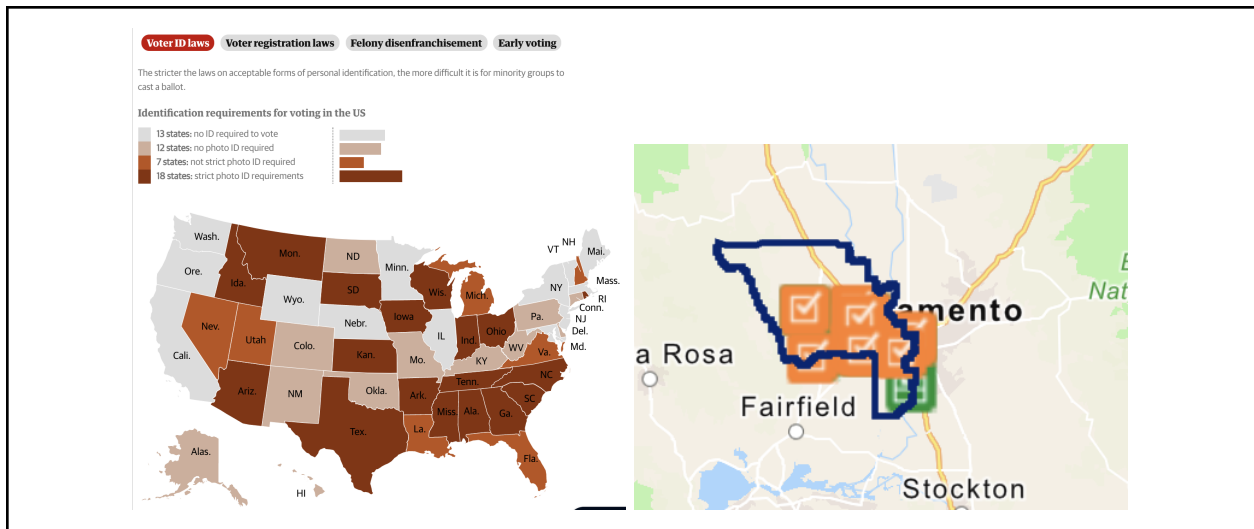 Voter ID laws Voter registration laws Felony disenfranchisement Early voting
The stricter the laws on acceptable forms of personal identification, the more difficult it is for minority groups to
cast a ballot.
Identification requirements for voting in the US
13 states: no ID required to vote
12 states: no photo ID required
7 states: not strict photo ID required
18 states: strict photo ID requirements
Wash.
Mon.
ND
Minn.
VT
NH
Mai.
Ore.
Ida.
SD
Wis.
Mich.
NY
Mass.
RI
Conn.
NJ
Del.
Md.
Wyo.
Iowa
Pa.
Nebr.
IL
Ind.
Ohio
Nev.
Utah
Colo.
Kan.
Mo.
KY
WV
Va.
Cali.
Ariz.
NM
Okla.
Ark.
Tenn.
NC
SC
Tex.
La.
Miss.
Ala.
Ga.
Fla.
Alas.
HI
amento
Nat
a Rosa
Fairfield
Stockton